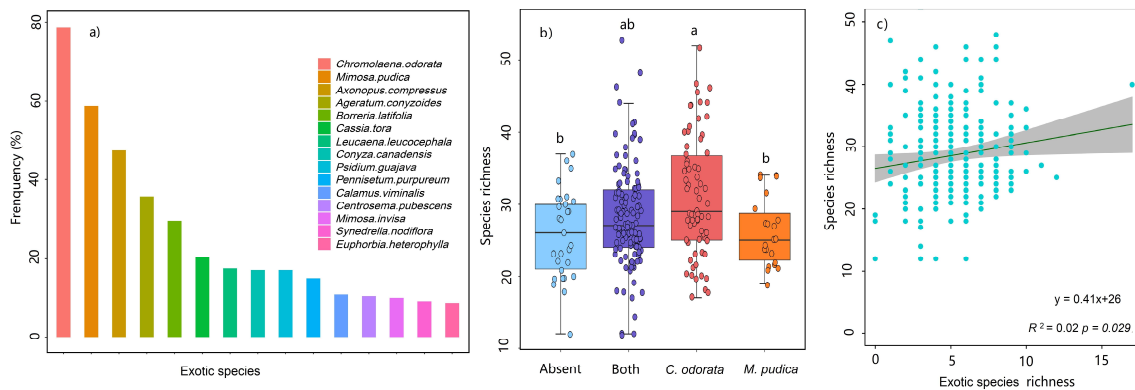 a)
Frenquency (%)
80
60
40
20
0
Exotic species
Chromolaena.odorata
Mimosa.pudica
Axonopus.compressus
Ageratum.conyzoides
Borreria.latifolia
Cassia.tora
Leucaena.leucocephala
Conyza.canadensis
Psidium.guajava
Pennisetum.purpureum
Calamus.viminalis
Centrosema.pubescens
Mimosa.invisa
Synedrella.nodiflora
Euphorbia.heterophylla
b)
Species richness
50
40
30
20
10
b
ab
a
b
Absent Both C. odorata M. pudica
c)
Species richness
50
40
30
20
10
0
y = 0.41x+26
R² = 0.02 p = 0.029
0 5 10 15
Exotic species richness